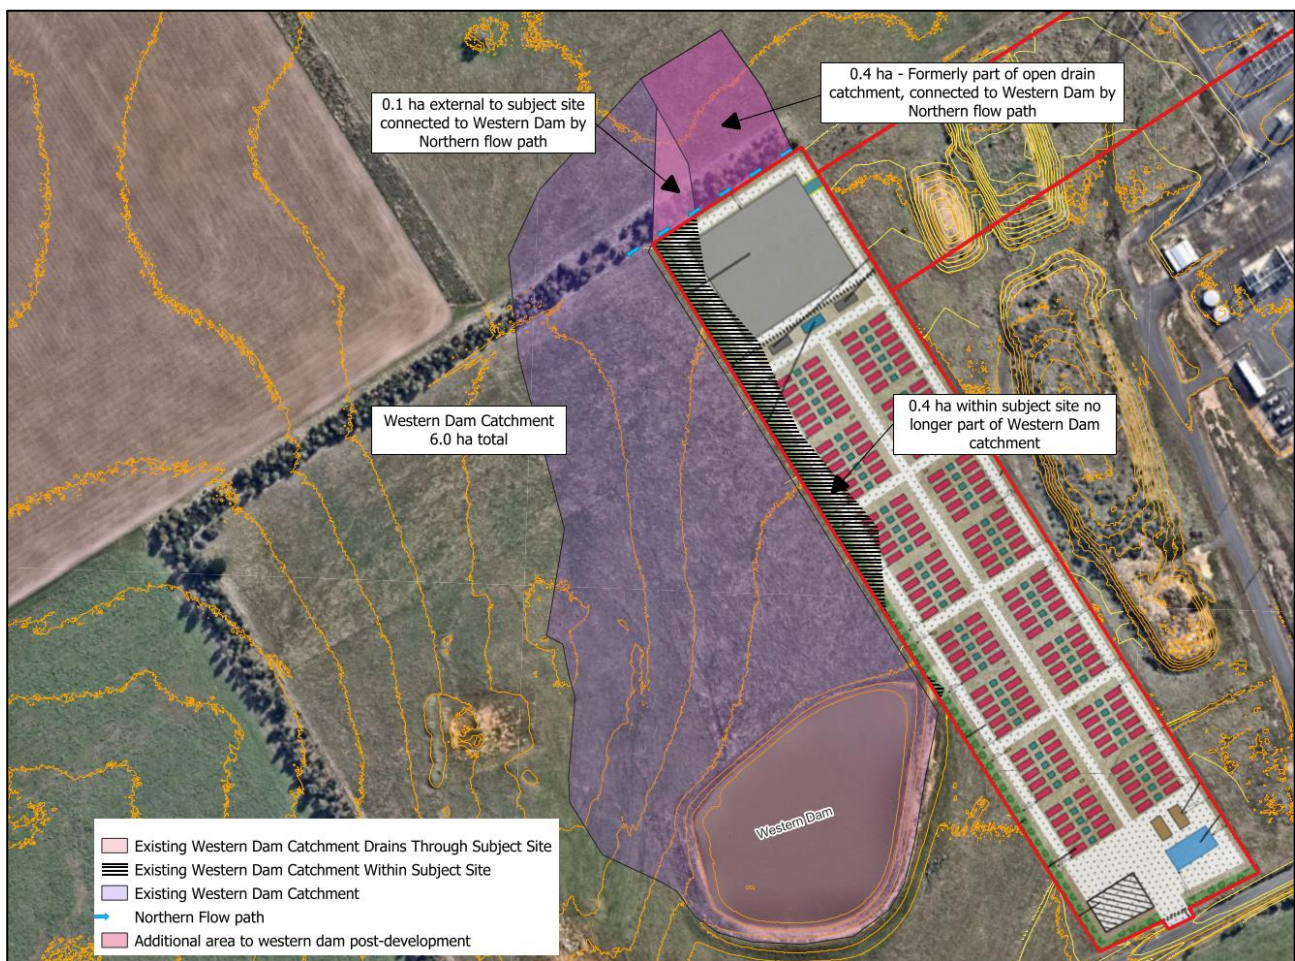 0.1 ha external to subject site
connected to Western Dam by
Northern flow path
0.4 ha - Formerly part of open drain
catchment, connected to Western Dam by
Northern flow path
Western Dam Catchment
6.0 ha total
0.4 ha within subject site no
longer part of Western Dam
catchment
Western Dam
Existing Western Dam Catchment Drains Through Subject Site
Existing Western Dam Catchment Within Subject Site
Existing Western Dam Catchment
Northern Flow path
Additional area to western dam post-development